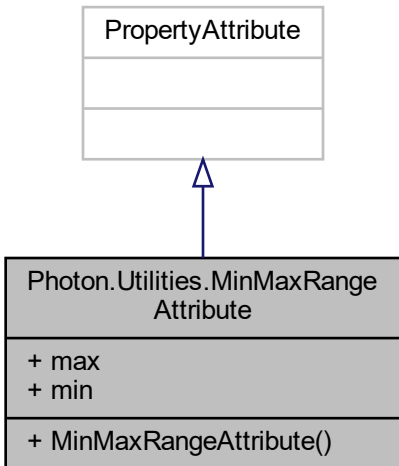 PropertyAttribute
Photon.Utilities.MinMaxRange
Attribute
+ max
+ min
+ MinMaxRangeAttribute()